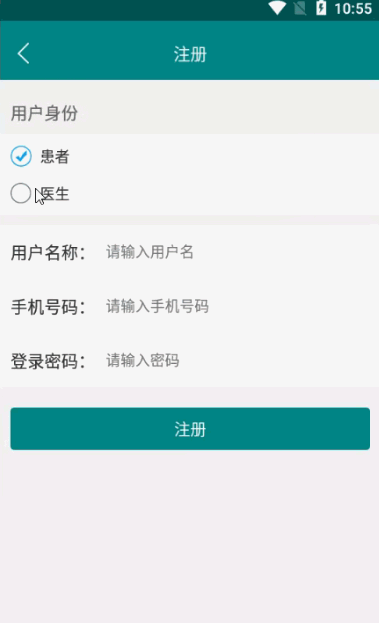 10:55
注册
用户身份
患者
医生
用户名称： 请输入用户名
手机号码： 请输入手机号码
登录密码： 请输入密码
注册